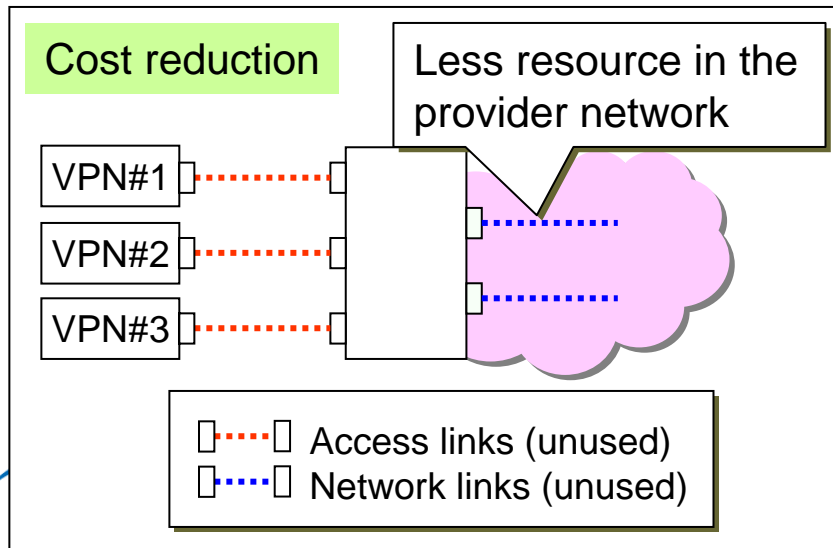 Cost reduction
Less resource in the
provider network
VPN#1
VPN#2
VPN#3
Access links (unused)
Network links (unused)